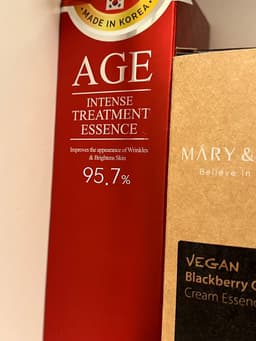 MADE IN KOREA
AGE
INTENSE
TREATMENT
ESSENCE
Improves the appearance of Wrinkles
& Brightens Skin
95.7%
MARY &
Believe in
VEGAN
Blackberry
Cream Essen